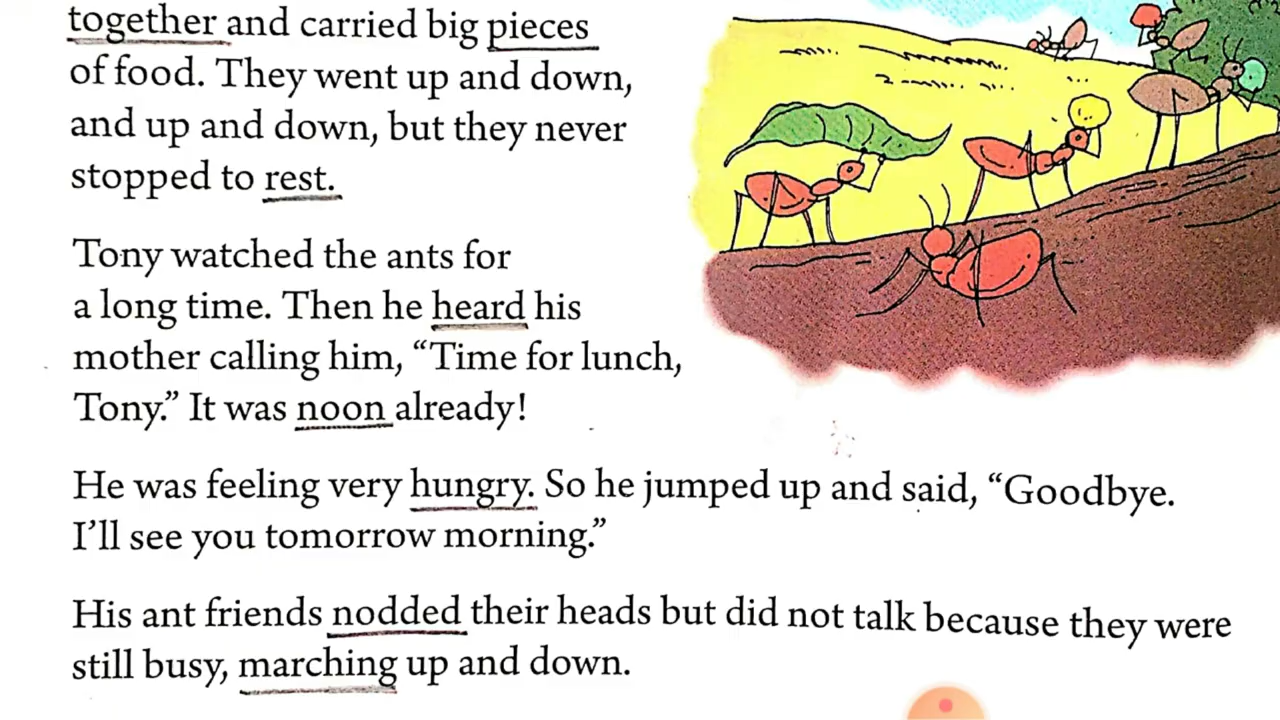 together and carried big pieces
of food. They went up and down,
and up and down, but they never
stopped to rest.
Tony watched the ants for
a long time. Then he heard his
mother calling him, “Time for lunch,
Tony.” It was noon already!
He was feeling very hungry. So he jumped up and said, “Goodbye.
I’ll see you tomorrow morning.”
His ant friends nodded their heads but did not talk because they were
still busy, marching up and down.